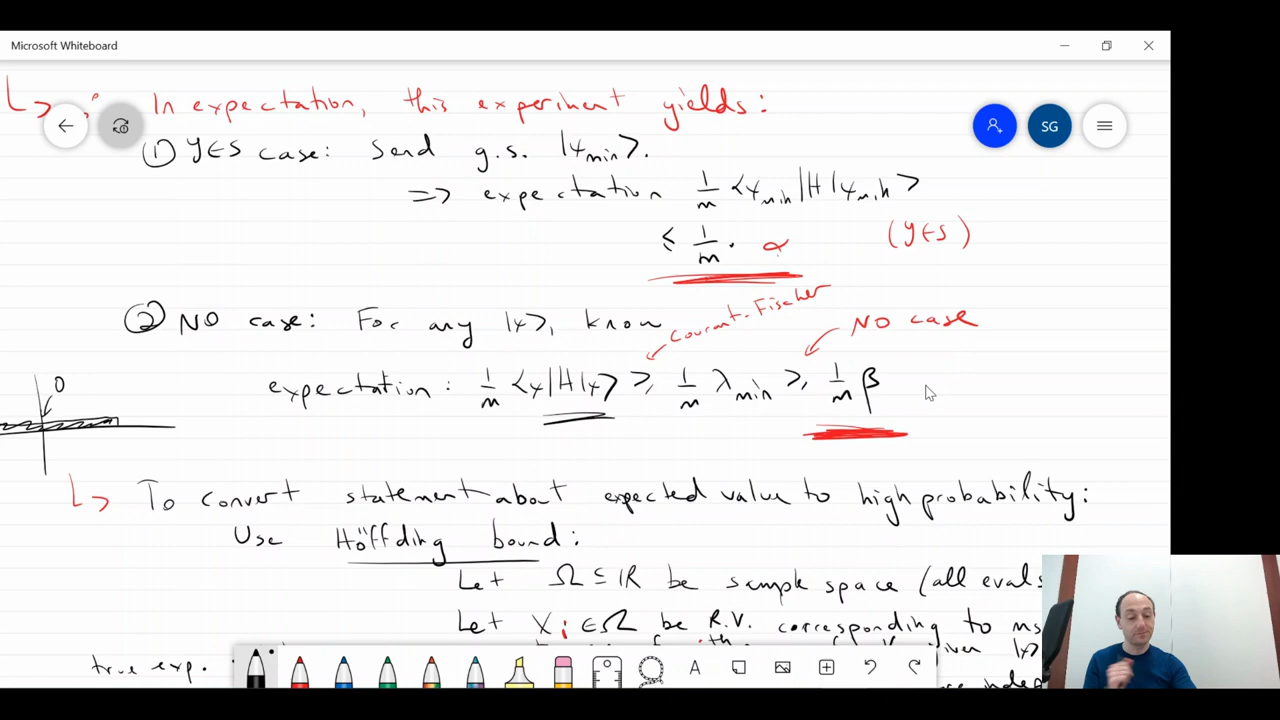 Microsoft Whiteboard
In expectation, this experiment yields:
SG
① YES case: Send g.s. |ψmin>.
=> expectation 1/m <ψmin|H|ψmin>
≤ 1/m · α (YES)
② NO case: For any |ψ>, know
Courant-Fischer
NO case
expectation: 1/m <ψ|H|ψ> ≥ 1/m λmin ≥ 1/m β
0
↳ To convert statement about expected value to high probability:
Use Höffding bound:
Let Ω ⊆ ℝ be sample space (all evals
Let Xi ∈ Ω be R.V. corresponding to ms
true exp.
given |ψ>
A